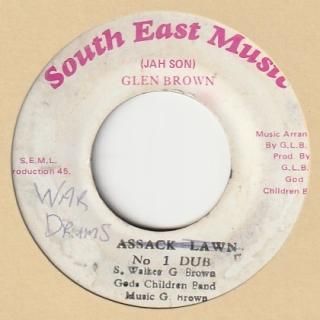 South East Music
(JAH SON)
GLEN BROWN
S.E.M.L.
roduction 45.
Music Arran
By G.L.B.
Prod By
G.L.B.
God
Children B
WAR
DRUMS
ASSACK LAWN
No 1 DUB
S. Walker G Brown
Gods Children Band
Music G Brown